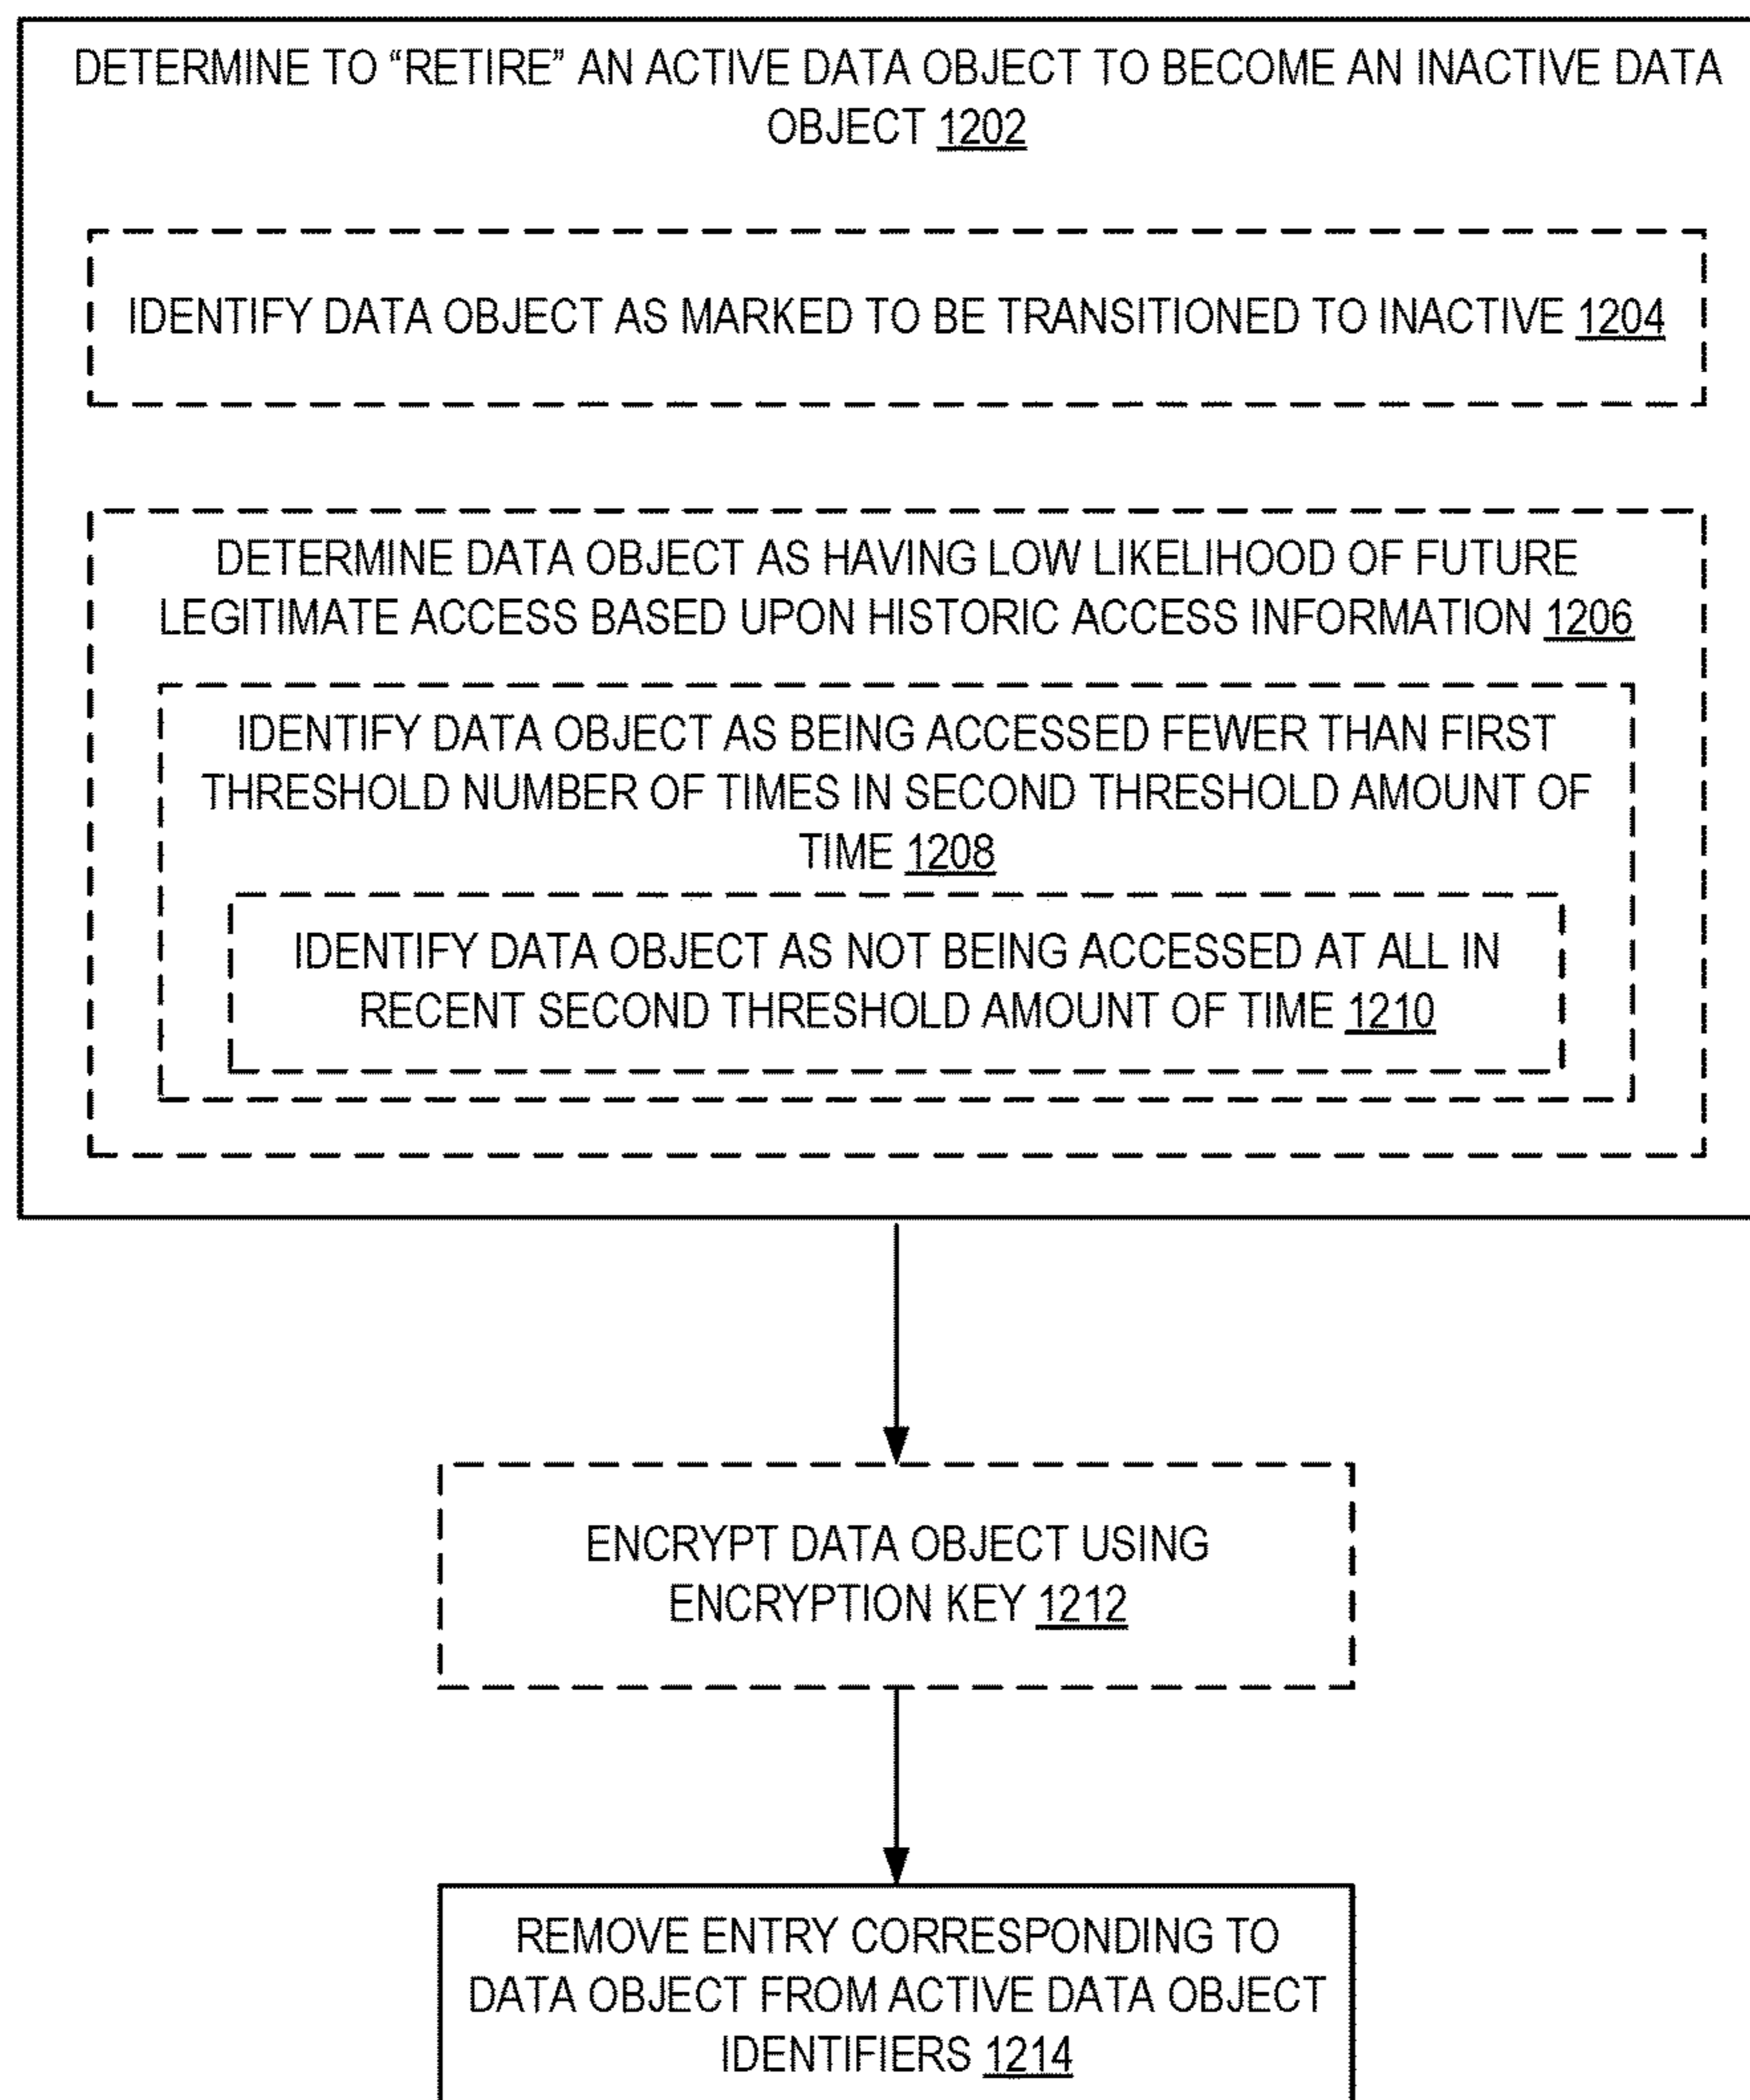 DETERMINE TO “RETIRE” AN ACTIVE DATA OBJECT TO BECOME AN INACTIVE DATA
OBJECT 1202
IDENTIFY DATA OBJECT AS MARKED TO BE TRANSITIONED TO INACTIVE 1204
DETERMINE DATA OBJECT AS HAVING LOW LIKELIHOOD OF FUTURE
LEGITIMATE ACCESS BASED UPON HISTORIC ACCESS INFORMATION 1206
IDENTIFY DATA OBJECT AS BEING ACCESSED FEWER THAN FIRST
THRESHOLD NUMBER OF TIMES IN SECOND THRESHOLD AMOUNT OF
TIME 1208
IDENTIFY DATA OBJECT AS NOT BEING ACCESSED AT ALL IN
RECENT SECOND THRESHOLD AMOUNT OF TIME 1210
ENCRYPT DATA OBJECT USING
ENCRYPTION KEY 1212
REMOVE ENTRY CORRESPONDING TO
DATA OBJECT FROM ACTIVE DATA OBJECT
IDENTIFIERS 1214